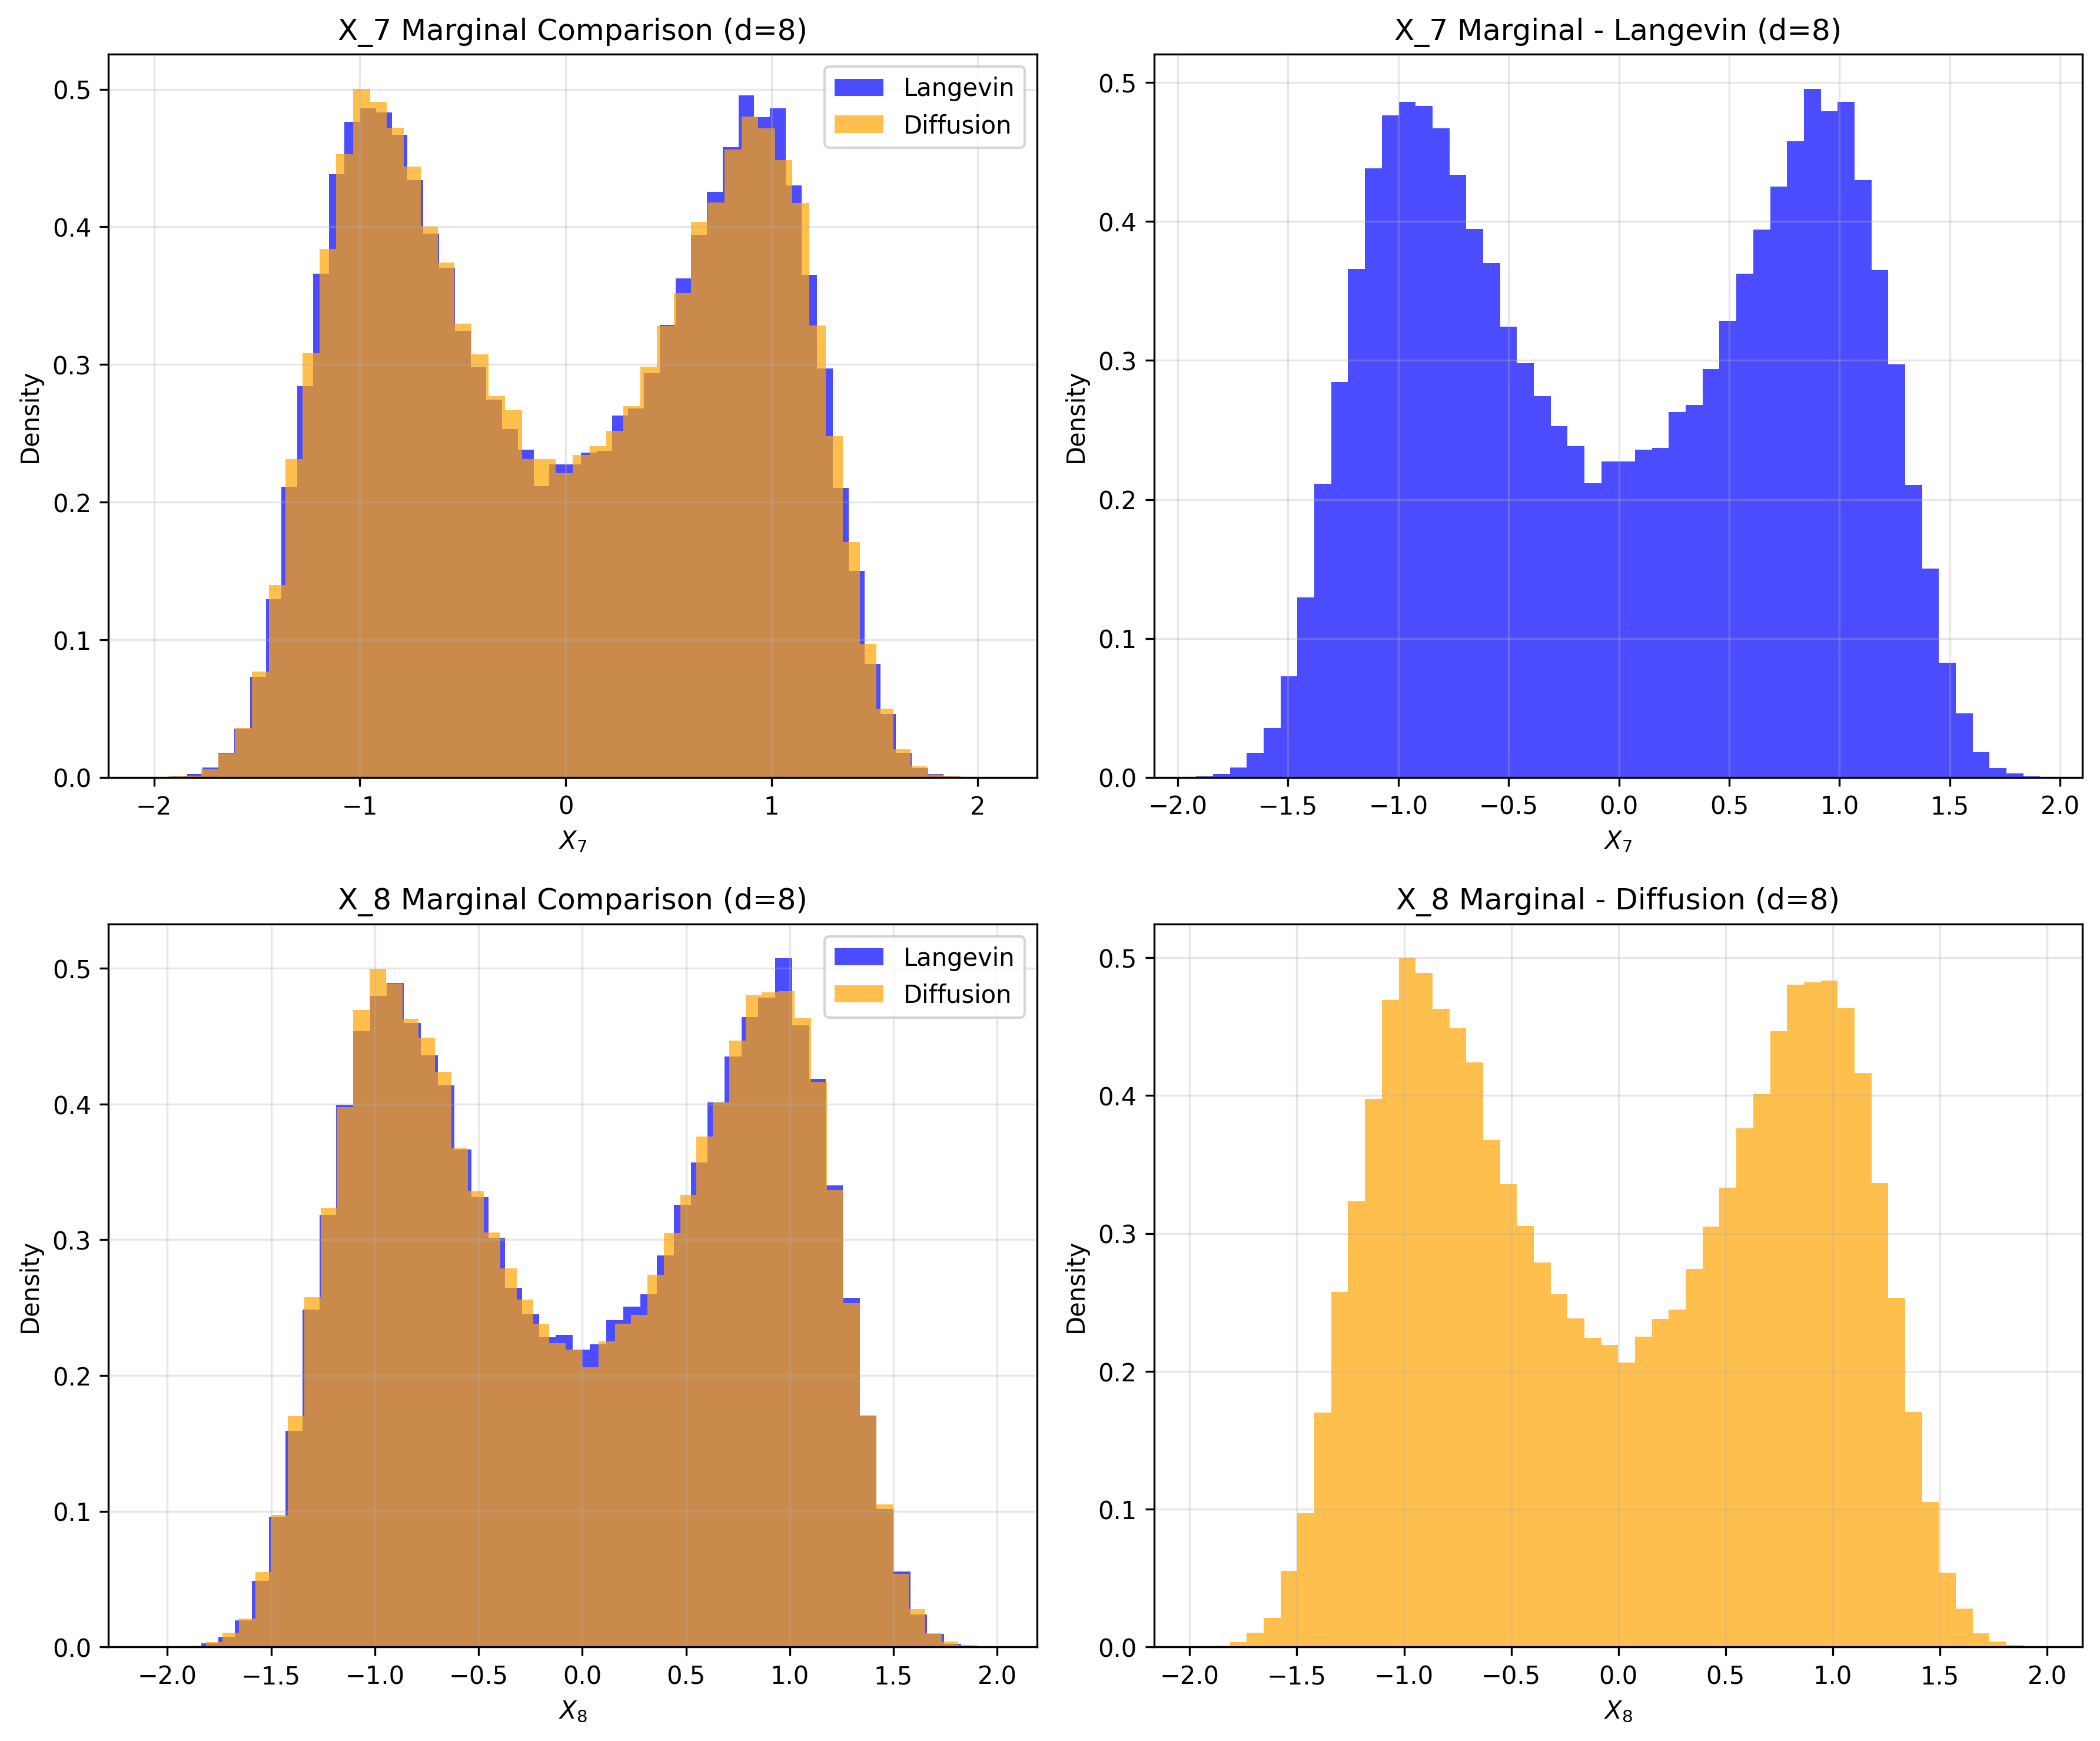 X_7 Marginal Comparison (d=8)
Density
0.5
0.4
0.3
0.2
0.1
0.0
Langevin
Diffusion
−2 −1 0 1 2
X₇
X_7 Marginal - Langevin (d=8)
Density
0.5
0.4
0.3
0.2
0.1
0.0
−2.0 −1.5 −1.0 −0.5 0.0 0.5 1.0 1.5 2.0
X₇
X_8 Marginal Comparison (d=8)
Density
0.5
0.4
0.3
0.2
0.1
0.0
Langevin
Diffusion
−2.0 −1.5 −1.0 −0.5 0.0 0.5 1.0 1.5 2.0
X₈
X_8 Marginal - Diffusion (d=8)
Density
0.5
0.4
0.3
0.2
0.1
0.0
−2.0 −1.5 −1.0 −0.5 0.0 0.5 1.0 1.5 2.0
X₈